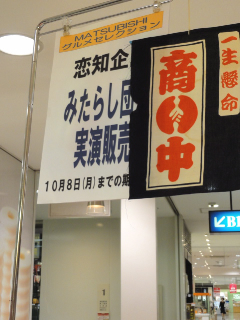 MATSUBISHI
グルメセレクション
恋知企
みたらし団
実演販売
10月8日(月)までの期
一生懸命
商い中